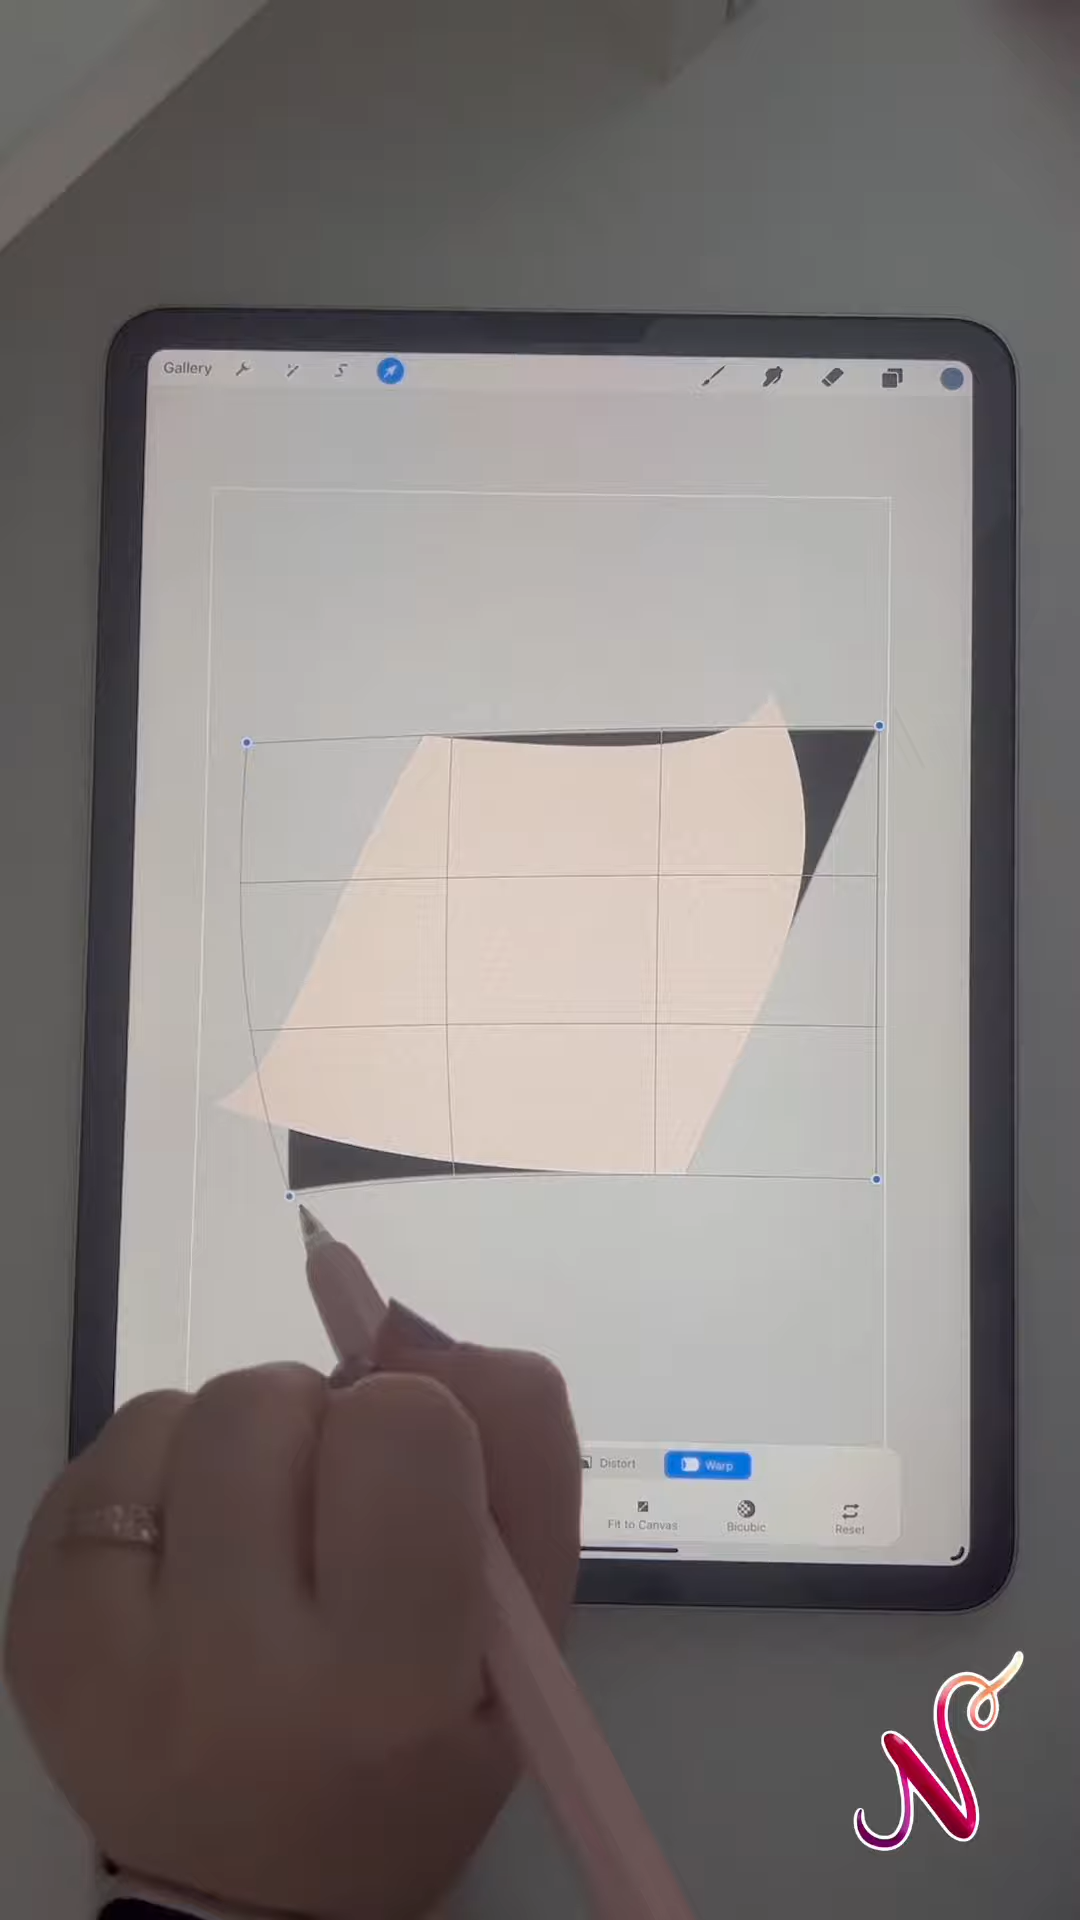 Gallery
Distort
Warp
Fit to Canvas
Bicubic
Reset
N